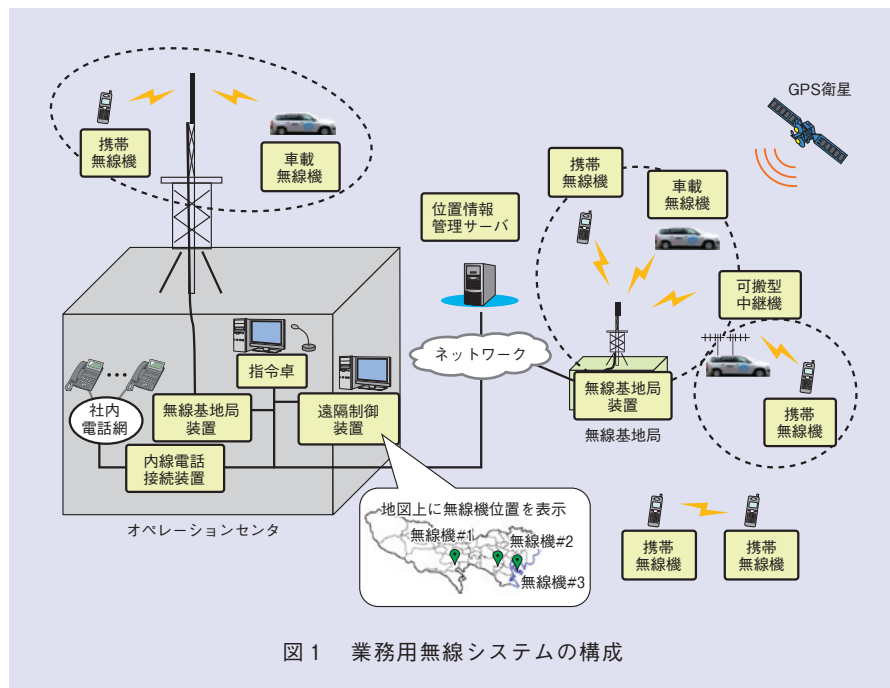 GPS衛星
携帯
無線機
車載
無線機
携帯
無線機
車載
無線機
位置情報
管理サーバ
可搬型
中継機
ネットワーク
指令卓
社内
電話網
無線基地局
装置
遠隔制御
装置
無線基地局
装置
無線基地局
携帯
無線機
内線電話
接続装置
オペレーションセンタ
地図上に無線機位置を表示
無線機#1
無線機#2
無線機#3
携帯
無線機
携帯
無線機
図1 業務用無線システムの構成